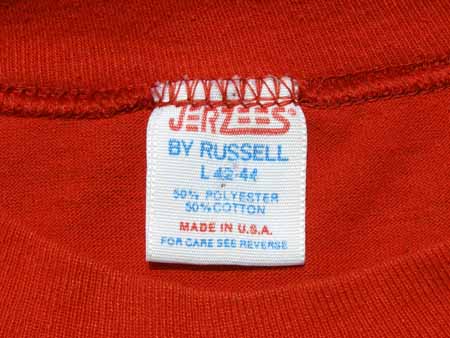 JERZEES®
BY RUSSELL
L 42-44
50% POLYESTER
50% COTTON
MADE IN U.S.A.
FOR CARE SEE REVERSE